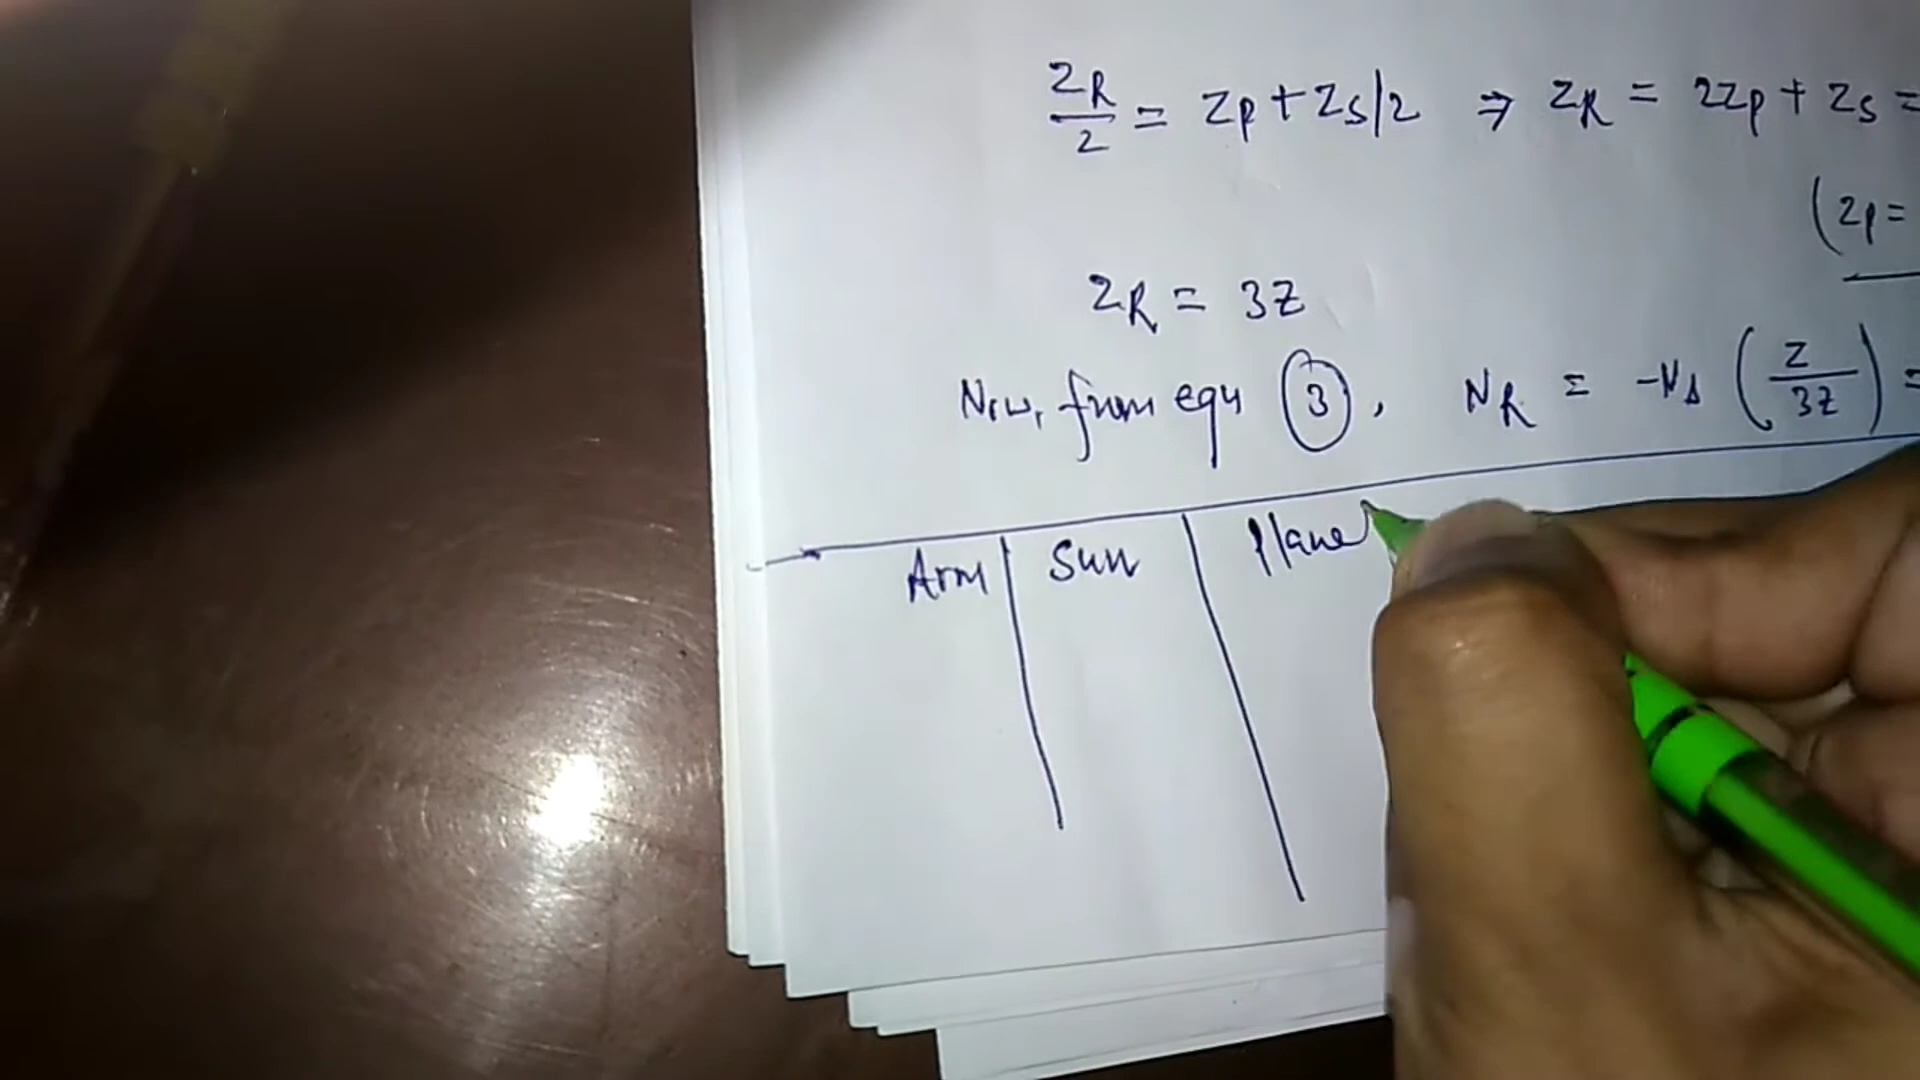 ZR/2 = Zp + Zs/2 ⇒ ZR = 2Zp + Zs =
(Zp =
ZR = 3Z
Now, from equ (3), NR = -Ns (Z/3Z) =
Arm | Sun | Plane